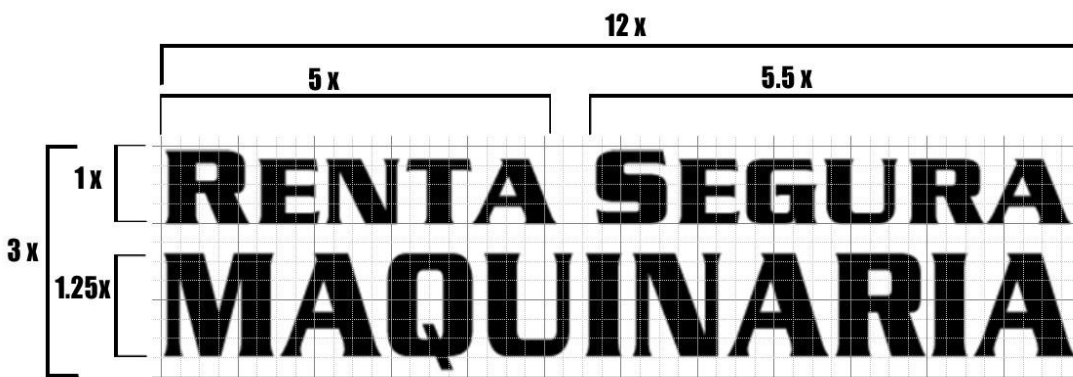 12 x
5 x 5.5 x
1 x RENTA SEGURA
3 x
1.25x MAQUINARIA